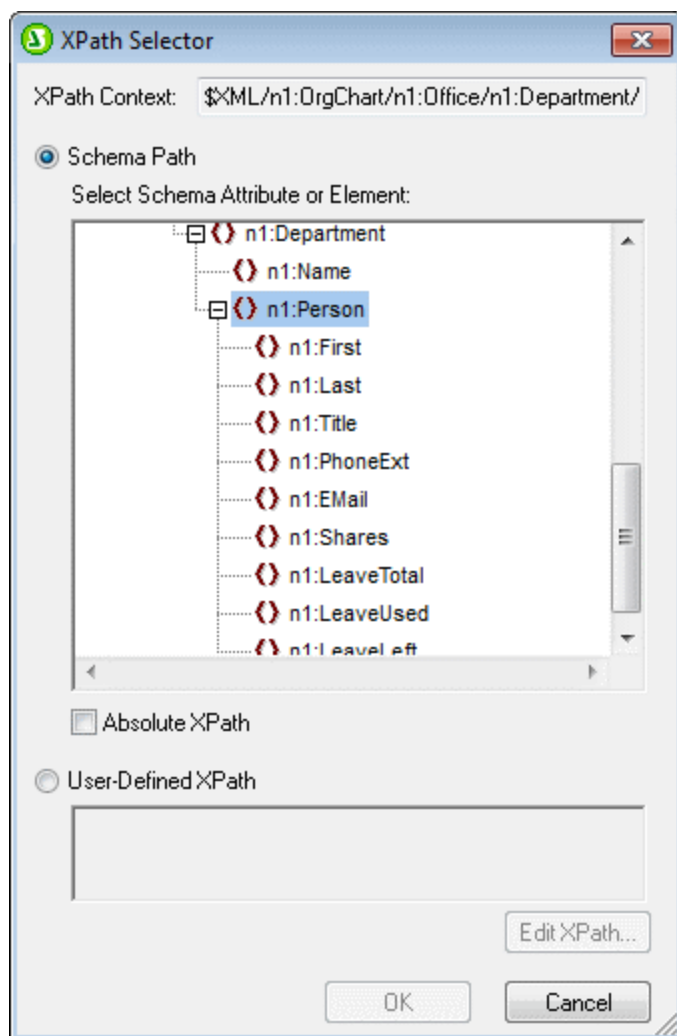 XPath Selector
XPath Context: $XML/n1:OrgChart/n1:Office/n1:Department/
Schema Path
Select Schema Attribute or Element:
n1:Department
n1:Name
n1:Person
n1:First
n1:Last
n1:Title
n1:PhoneExt
n1:EMail
n1:Shares
n1:LeaveTotal
n1:LeaveUsed
n1:LeaveLeft
Absolute XPath
User-Defined XPath
Edit XPath...
OK Cancel